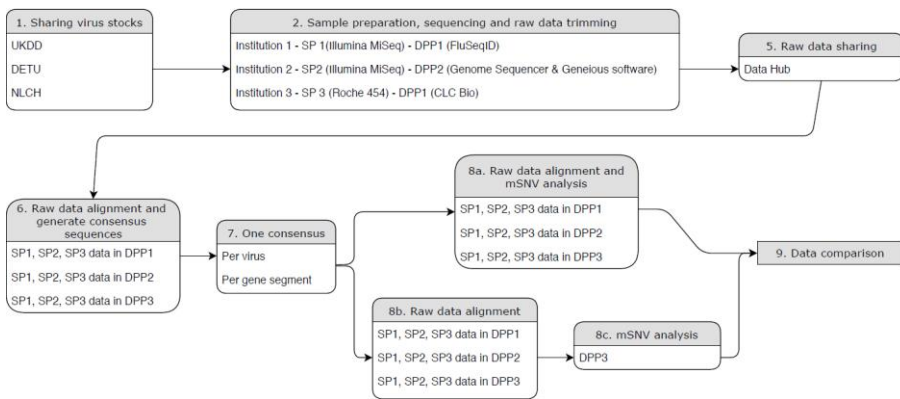 1. Sharing virus stocks
UKDD
DETU
NLCH
2. Sample preparation, sequencing and raw data trimming
Institution 1 - SP 1(Illumina MiSeq) - DPP1 (FluSeqID)
Institution 2 - SP2 (Illumina MiSeq) - DPP2 (Genome Sequencer & Geneious software)
Institution 3 - SP 3 (Roche 454) - DPP1 (CLC Bio)
5. Raw data sharing
Data Hub
6. Raw data alignment and
generate consensus
sequences
SP1, SP2, SP3 data in DPP1
SP1, SP2, SP3 data in DPP2
SP1, SP2, SP3 data in DPP3
7. One consensus
Per virus
Per gene segment
8a. Raw data alignment and
mSNV analysis
SP1, SP2, SP3 data in DPP1
SP1, SP2, SP3 data in DPP2
SP1, SP2, SP3 data in DPP3
8b. Raw data alignment
SP1, SP2, SP3 data in DPP1
SP1, SP2, SP3 data in DPP2
SP1, SP2, SP3 data in DPP3
8c. mSNV analysis
DPP3
9. Data comparison